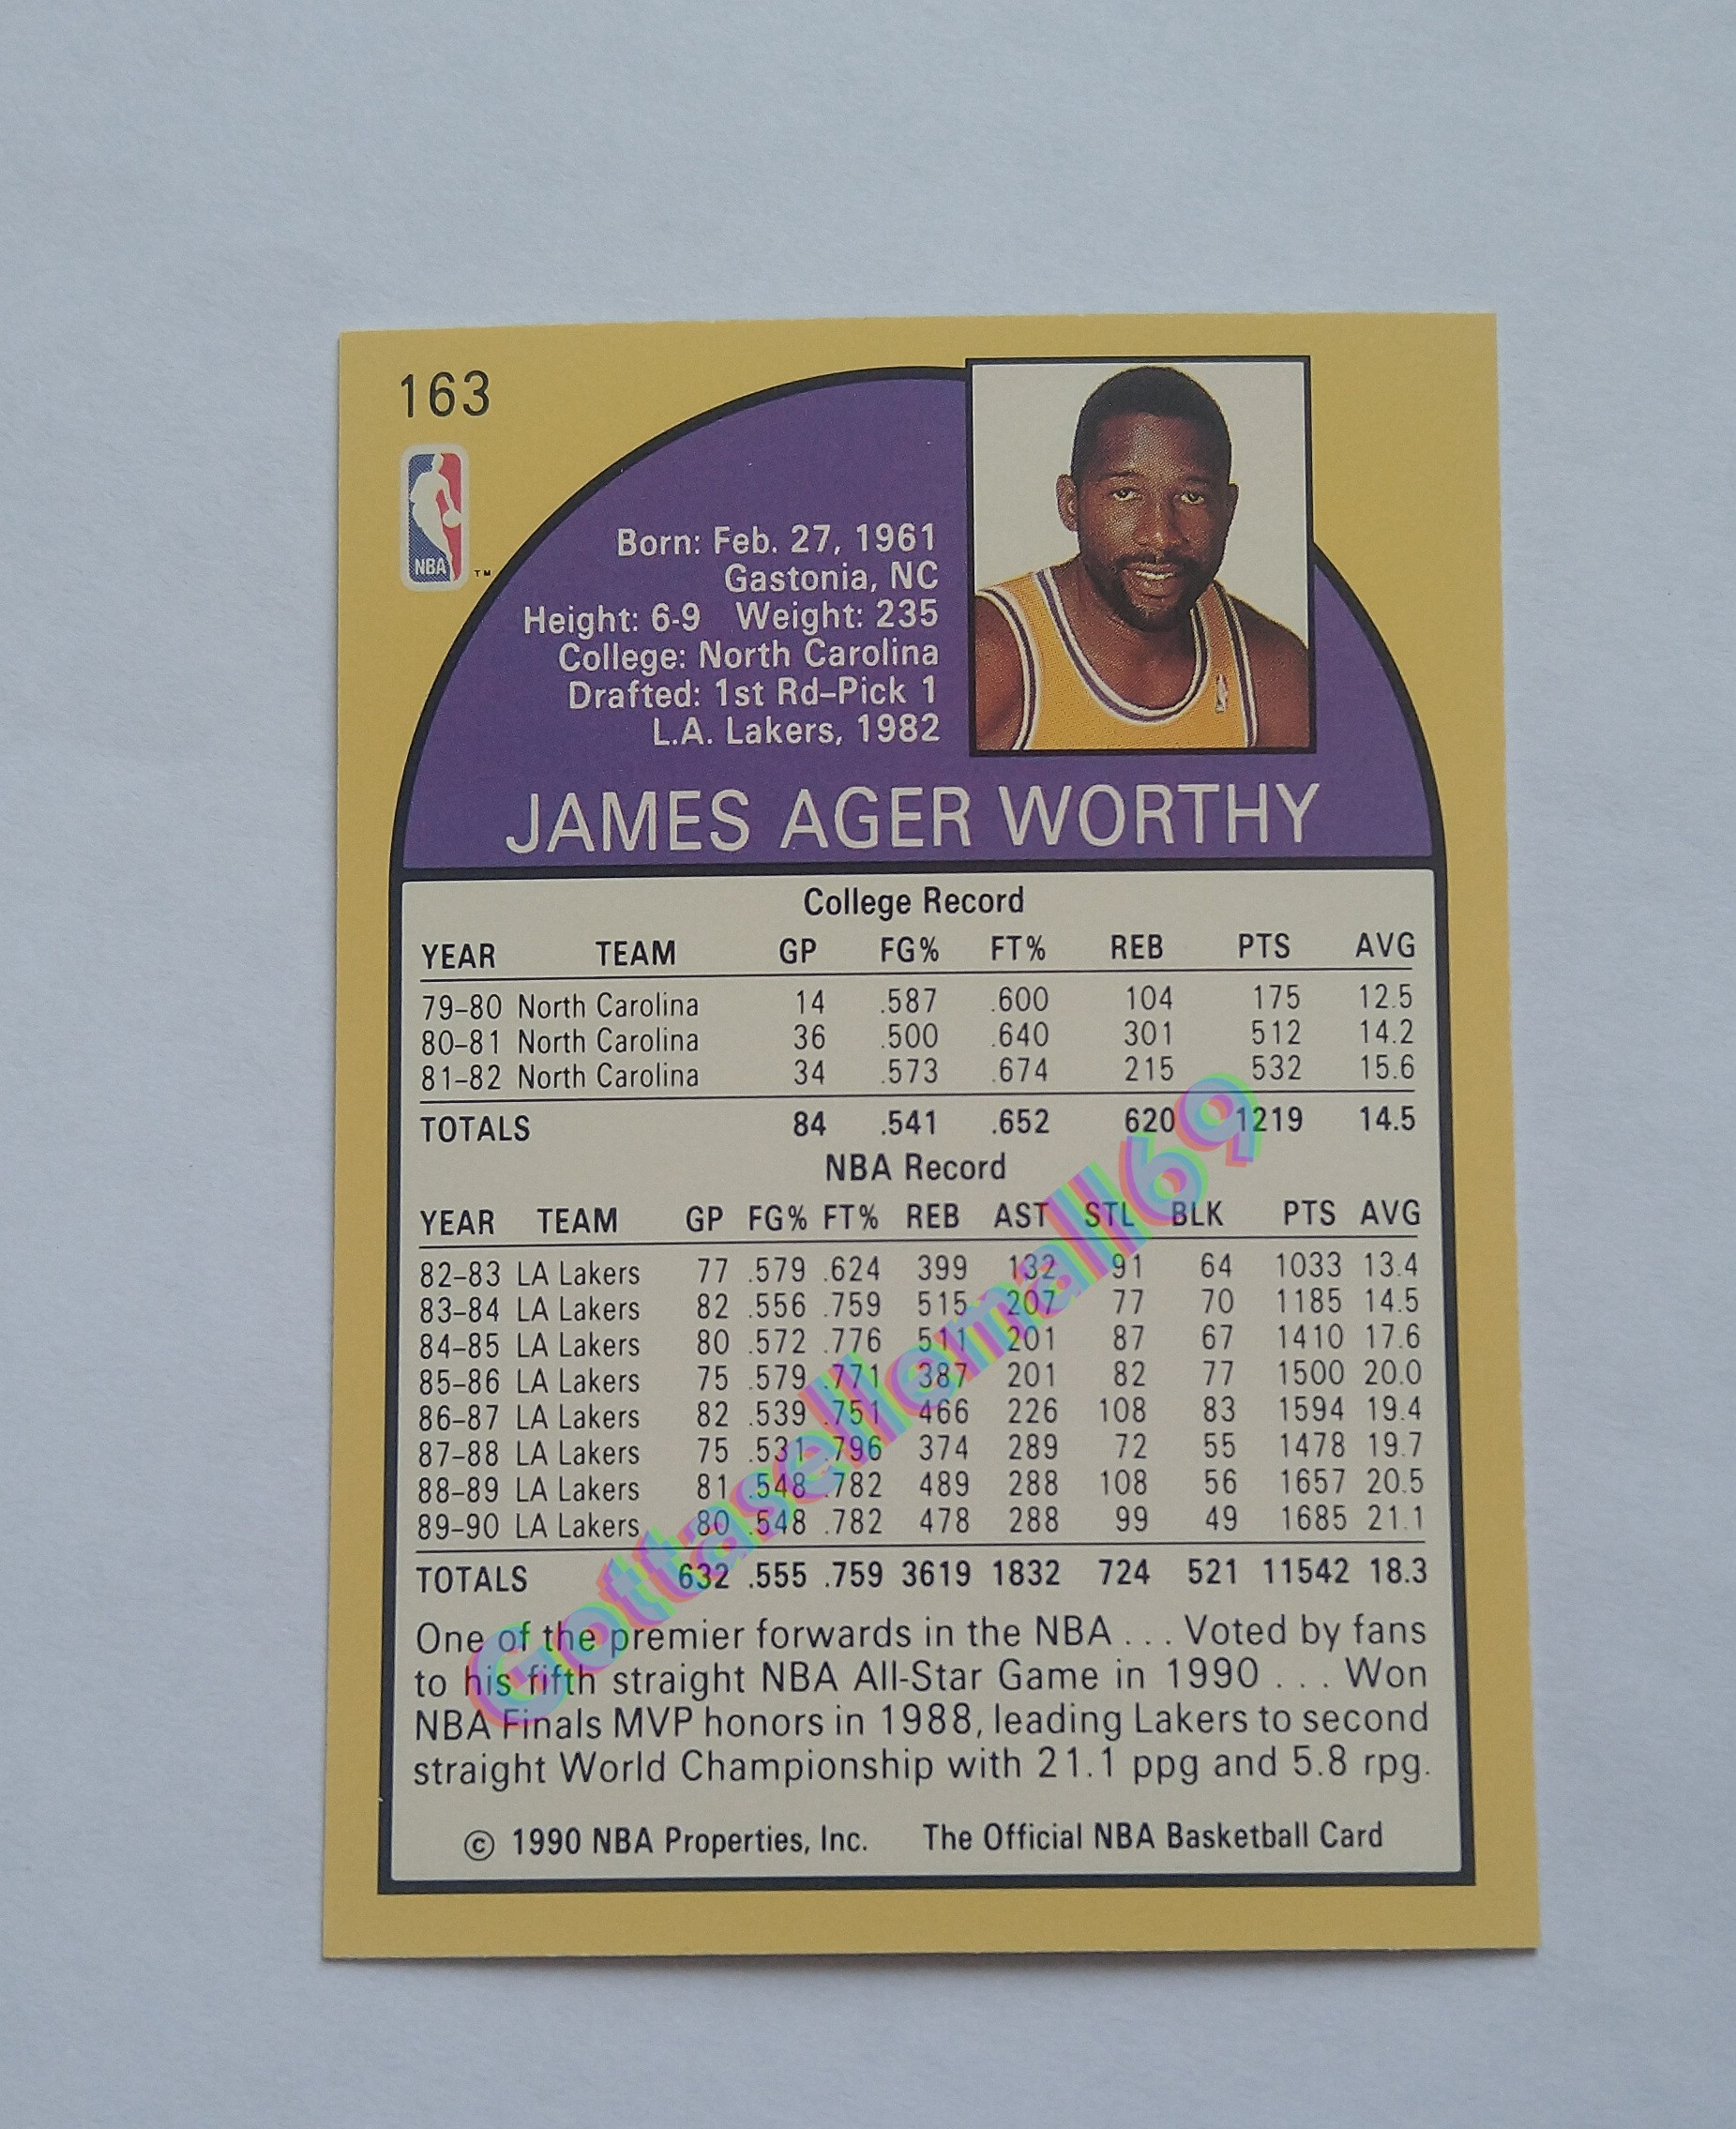 163
NBA
TM
Born: Feb. 27, 1961
Gastonia, NC
Height: 6-9 Weight: 235
College: North Carolina
Drafted: 1st Rd–Pick 1
L.A. Lakers, 1982
JAMES AGER WORTHY
College Record
YEAR TEAM GP FG% FT% REB PTS AVG
79–80 North Carolina 14 .587 .600 104 175 12.5
80–81 North Carolina 36 .500 .640 301 512 14.2
81–82 North Carolina 34 .573 .674 215 532 15.6
TOTALS 84 .541 .652 620 1219 14.5
NBA Record
YEAR TEAM GP FG% FT% REB AST STL BLK PTS AVG
82–83 LA Lakers 77 .579 .624 399 132 91 64 1033 13.4
83–84 LA Lakers 82 .556 .759 515 207 77 70 1185 14.5
84–85 LA Lakers 80 .572 .776 511 201 87 67 1410 17.6
85–86 LA Lakers 75 .579 .771 387 201 82 77 1500 20.0
86–87 LA Lakers 82 .539 .751 466 226 108 83 1594 19.4
87–88 LA Lakers 75 .531 .796 374 289 72 55 1478 19.7
88–89 LA Lakers 81 .548 .782 489 288 108 56 1657 20.5
89–90 LA Lakers 80 .548 .782 478 288 99 49 1685 21.1
TOTALS 632 .555 .759 3619 1832 724 521 11542 18.3
One of the premier forwards in the NBA . . . Voted by fans
to his fifth straight NBA All-Star Game in 1990 . . . Won
NBA Finals MVP honors in 1988, leading Lakers to second
straight World Championship with 21.1 ppg and 5.8 rpg.
© 1990 NBA Properties, Inc. The Official NBA Basketball Card
Gottasellemall69